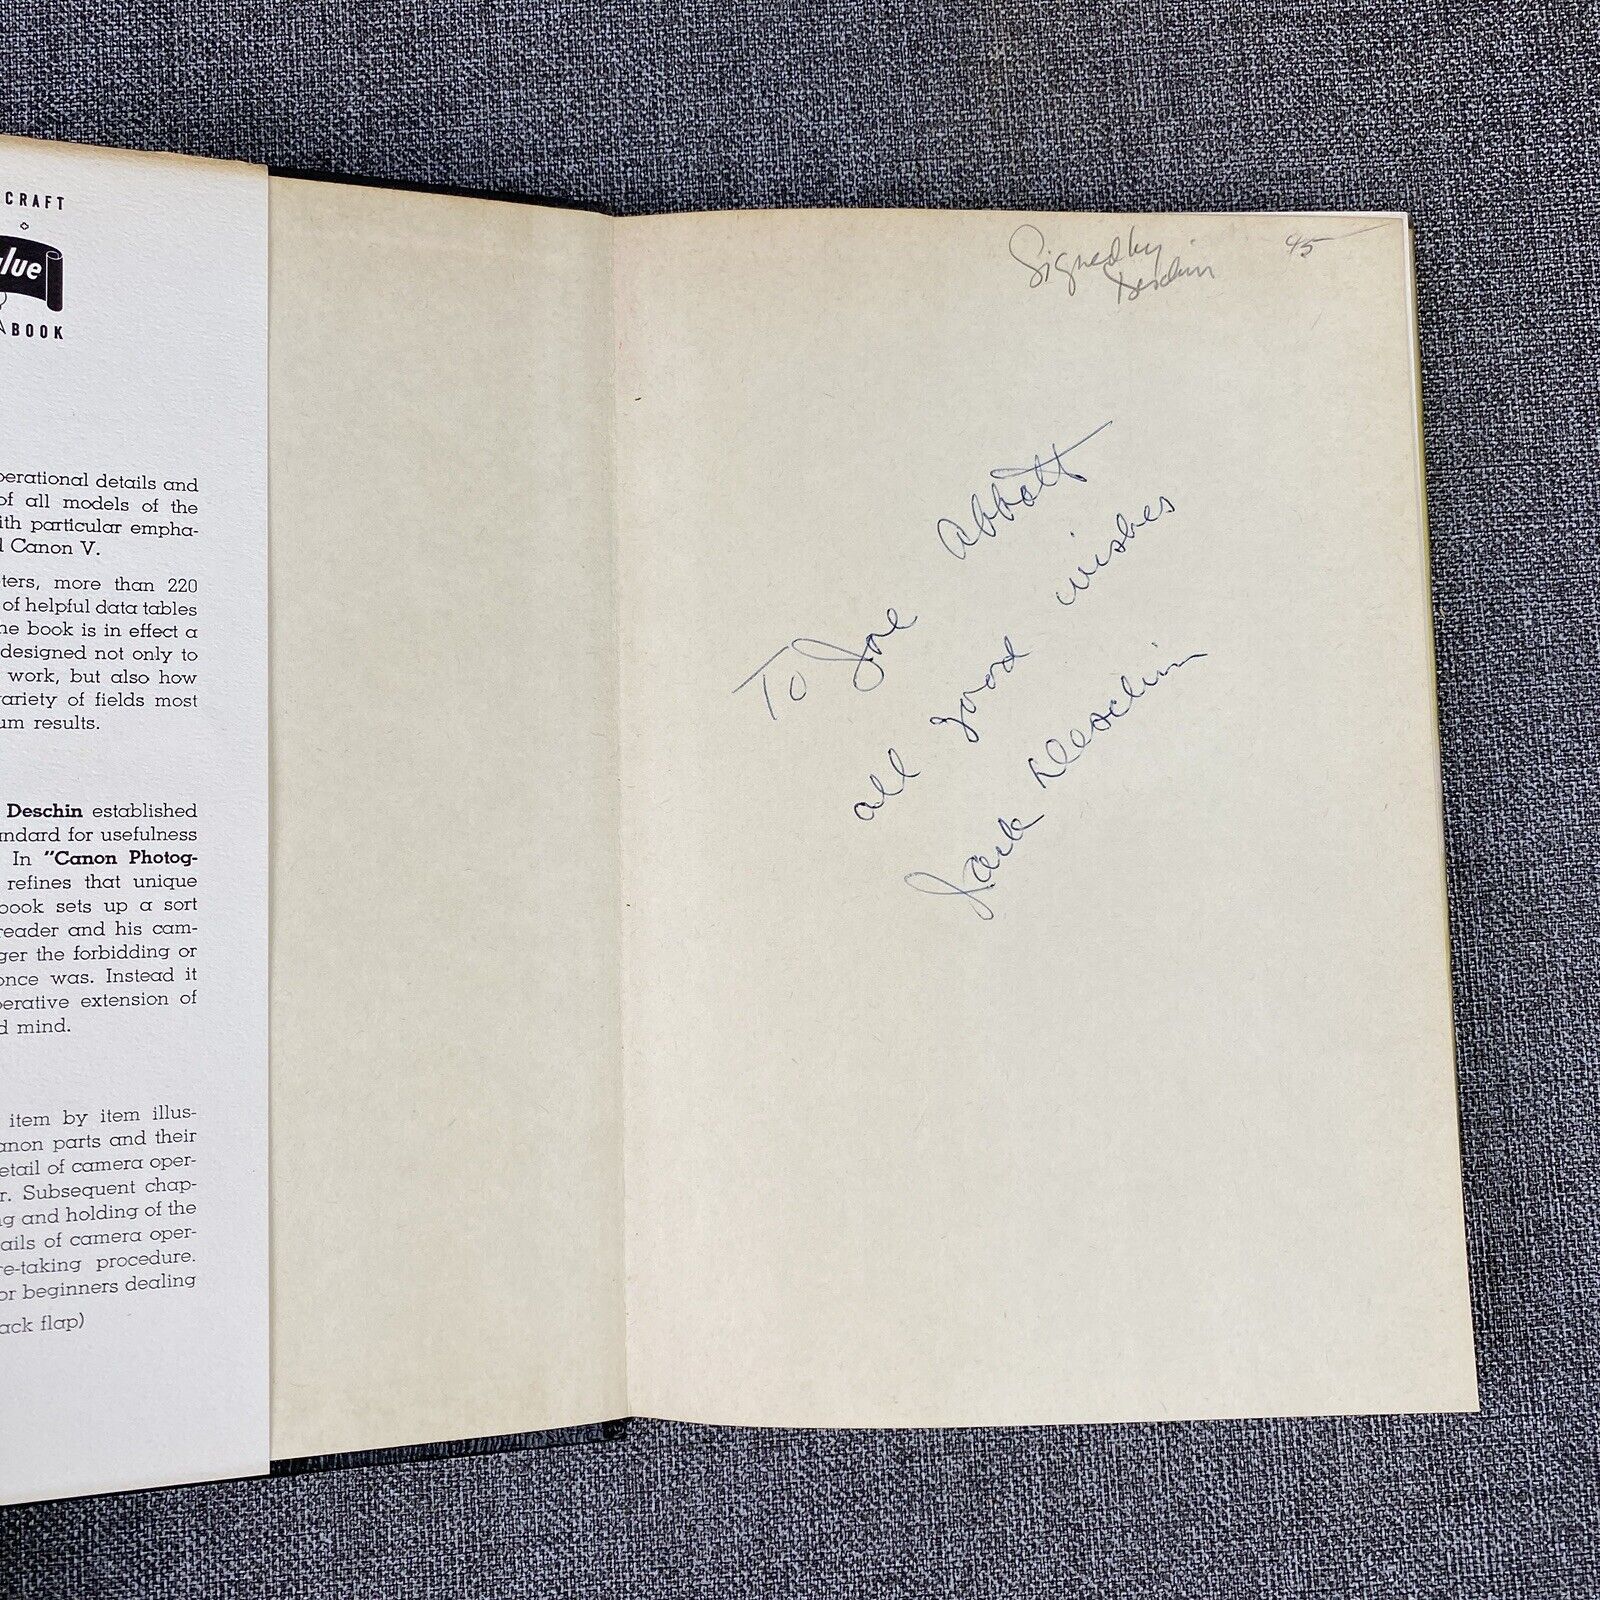 CRAFT
lue
BOOK
perational details and
of all models of the
ith particular empha-
Canon V.
ters, more than 220
of helpful data tables
he book is in effect a
designed not only to
work, but also how
variety of fields most
um results.
Deschin established
ndard for usefulness
In "Canon Photog-
refines that unique
book sets up a sort
reader and his cam-
ger the forbidding or
once was. Instead it
perative extension of
d mind.
item by item illus-
anon parts and their
etail of camera oper-
r. Subsequent chap-
ng and holding of the
ails of camera oper-
re-taking procedure.
or beginners dealing
ack flap)
Signed by
Deschin
45
To Joe Abbott
all good wishes
Jack Deschin